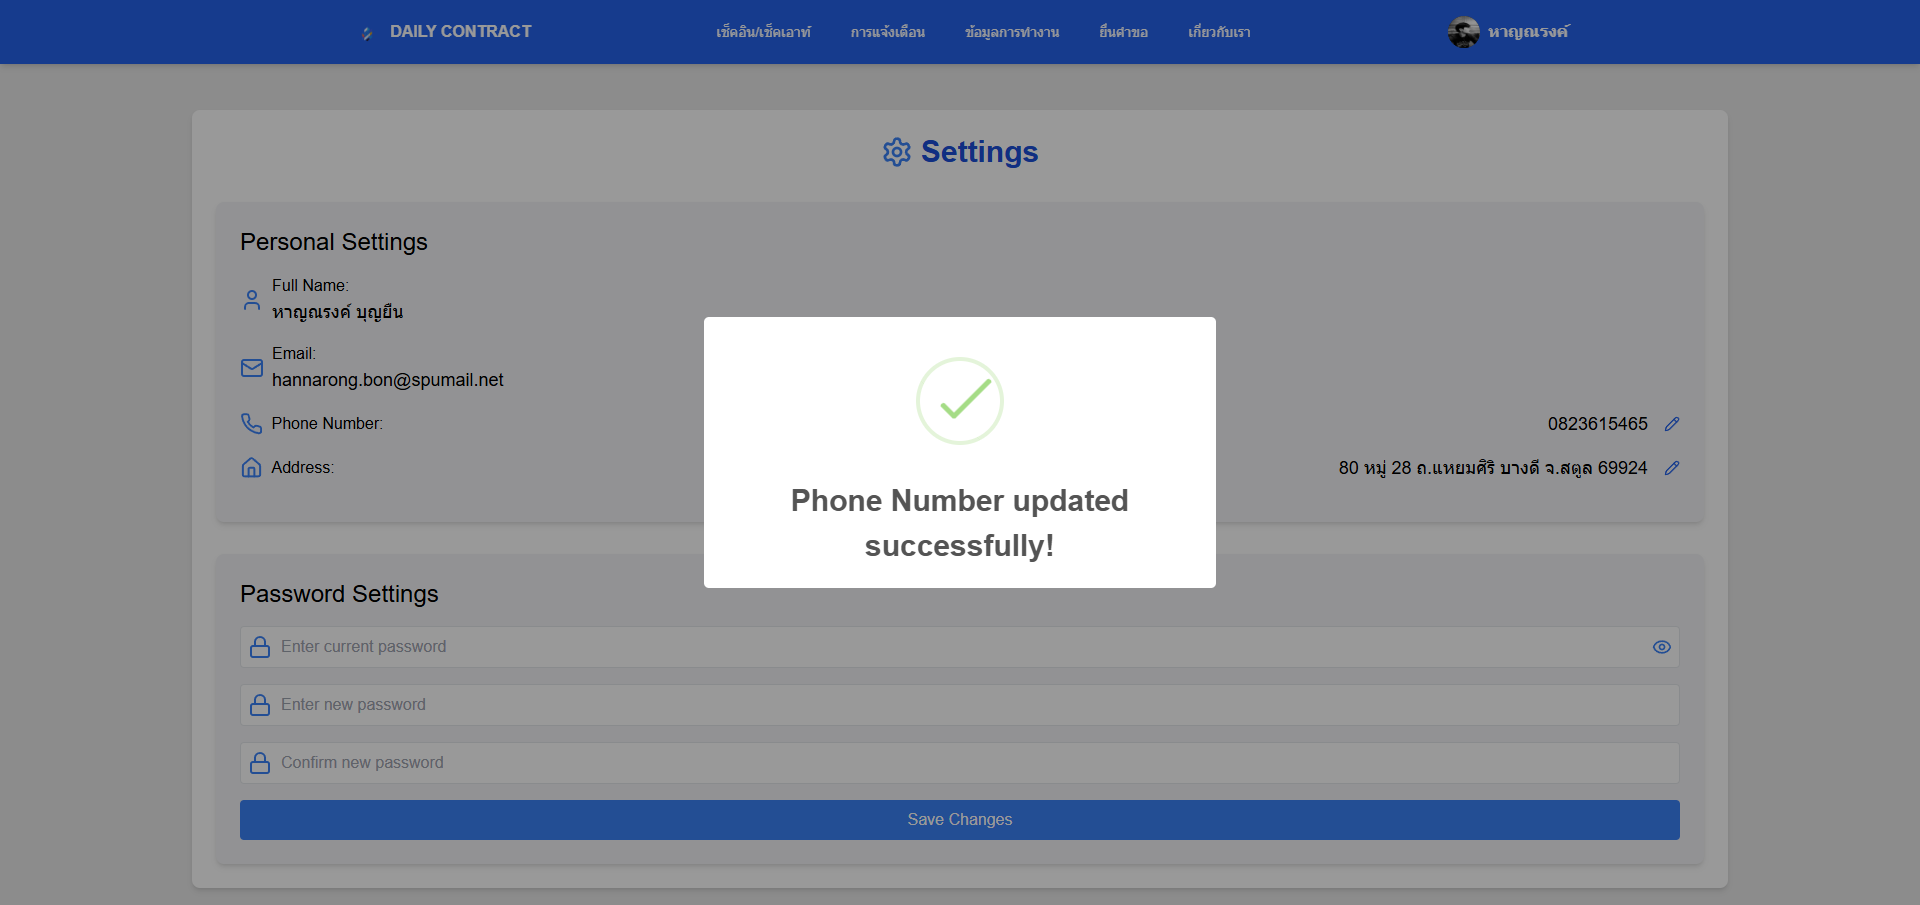 DAILY CONTRACT
เช็คอิน/เช็คเอาท์
การแจ้งเตือน
ข้อมูลการทำงาน
ยื่นคำขอ
เกี่ยวกับเรา
หาญณรงค์
Settings
Personal Settings
Full Name:
หาญณรงค์ บุญยืน
Email:
hannarong.bon@spumail.net
Phone Number:
0823615465
Address:
80 หมู่ 28 ถ.แหยมศิริ บางดี จ.สตูล 69924
Phone Number updated
successfully!
Password Settings
Enter current password
Enter new password
Confirm new password
Save Changes